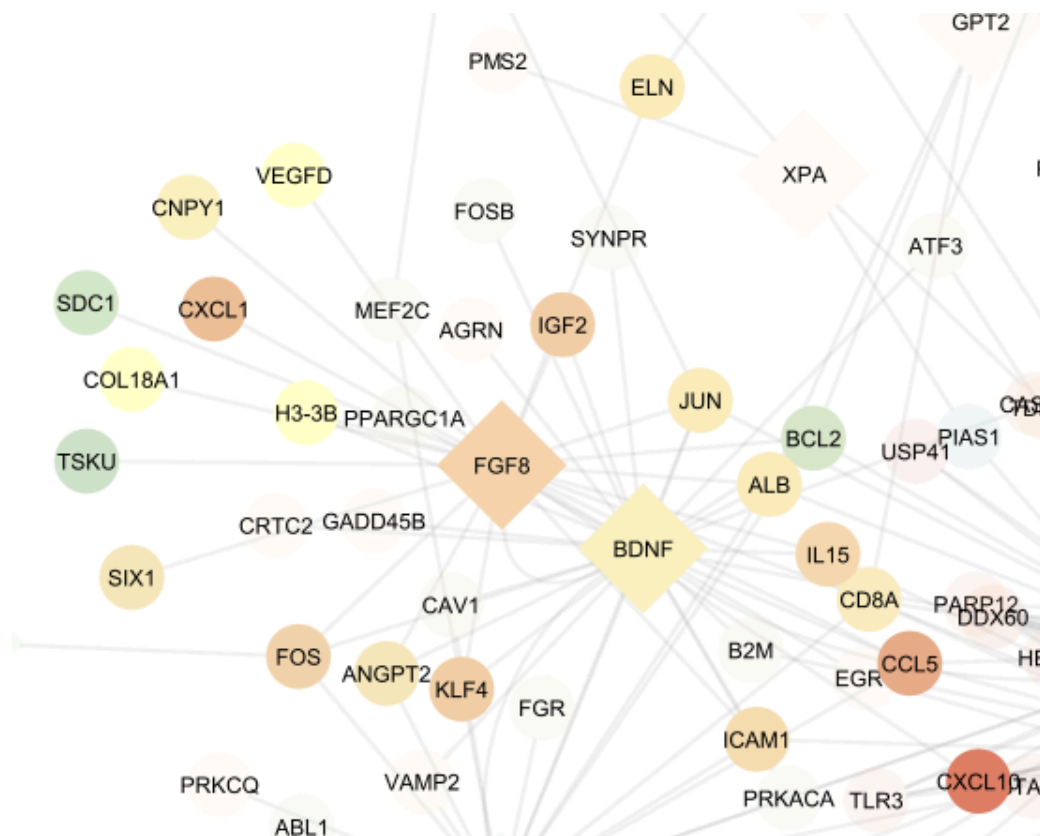 GPT2
PMS2
ELN
XPA
VEGFD
CNPY1
FOSB
SYNPR
ATF3
SDC1
CXCL1
MEF2C
AGRN
IGF2
COL18A1
H3-3B
PPARGC1A
JUN
BCL2
PIAS1
USP41
TSKU
FGF8
ALB
CRTC2
GADD45B
BDNF
IL15
SIX1
CAV1
CD8A
PARP12
DDX60
FOS
ANGPT2
KLF4
B2M
CCL5
EGR
FGR
ICAM1
PRKCQ
VAMP2
CXCL10
PRKACA
TLR3
ABL1